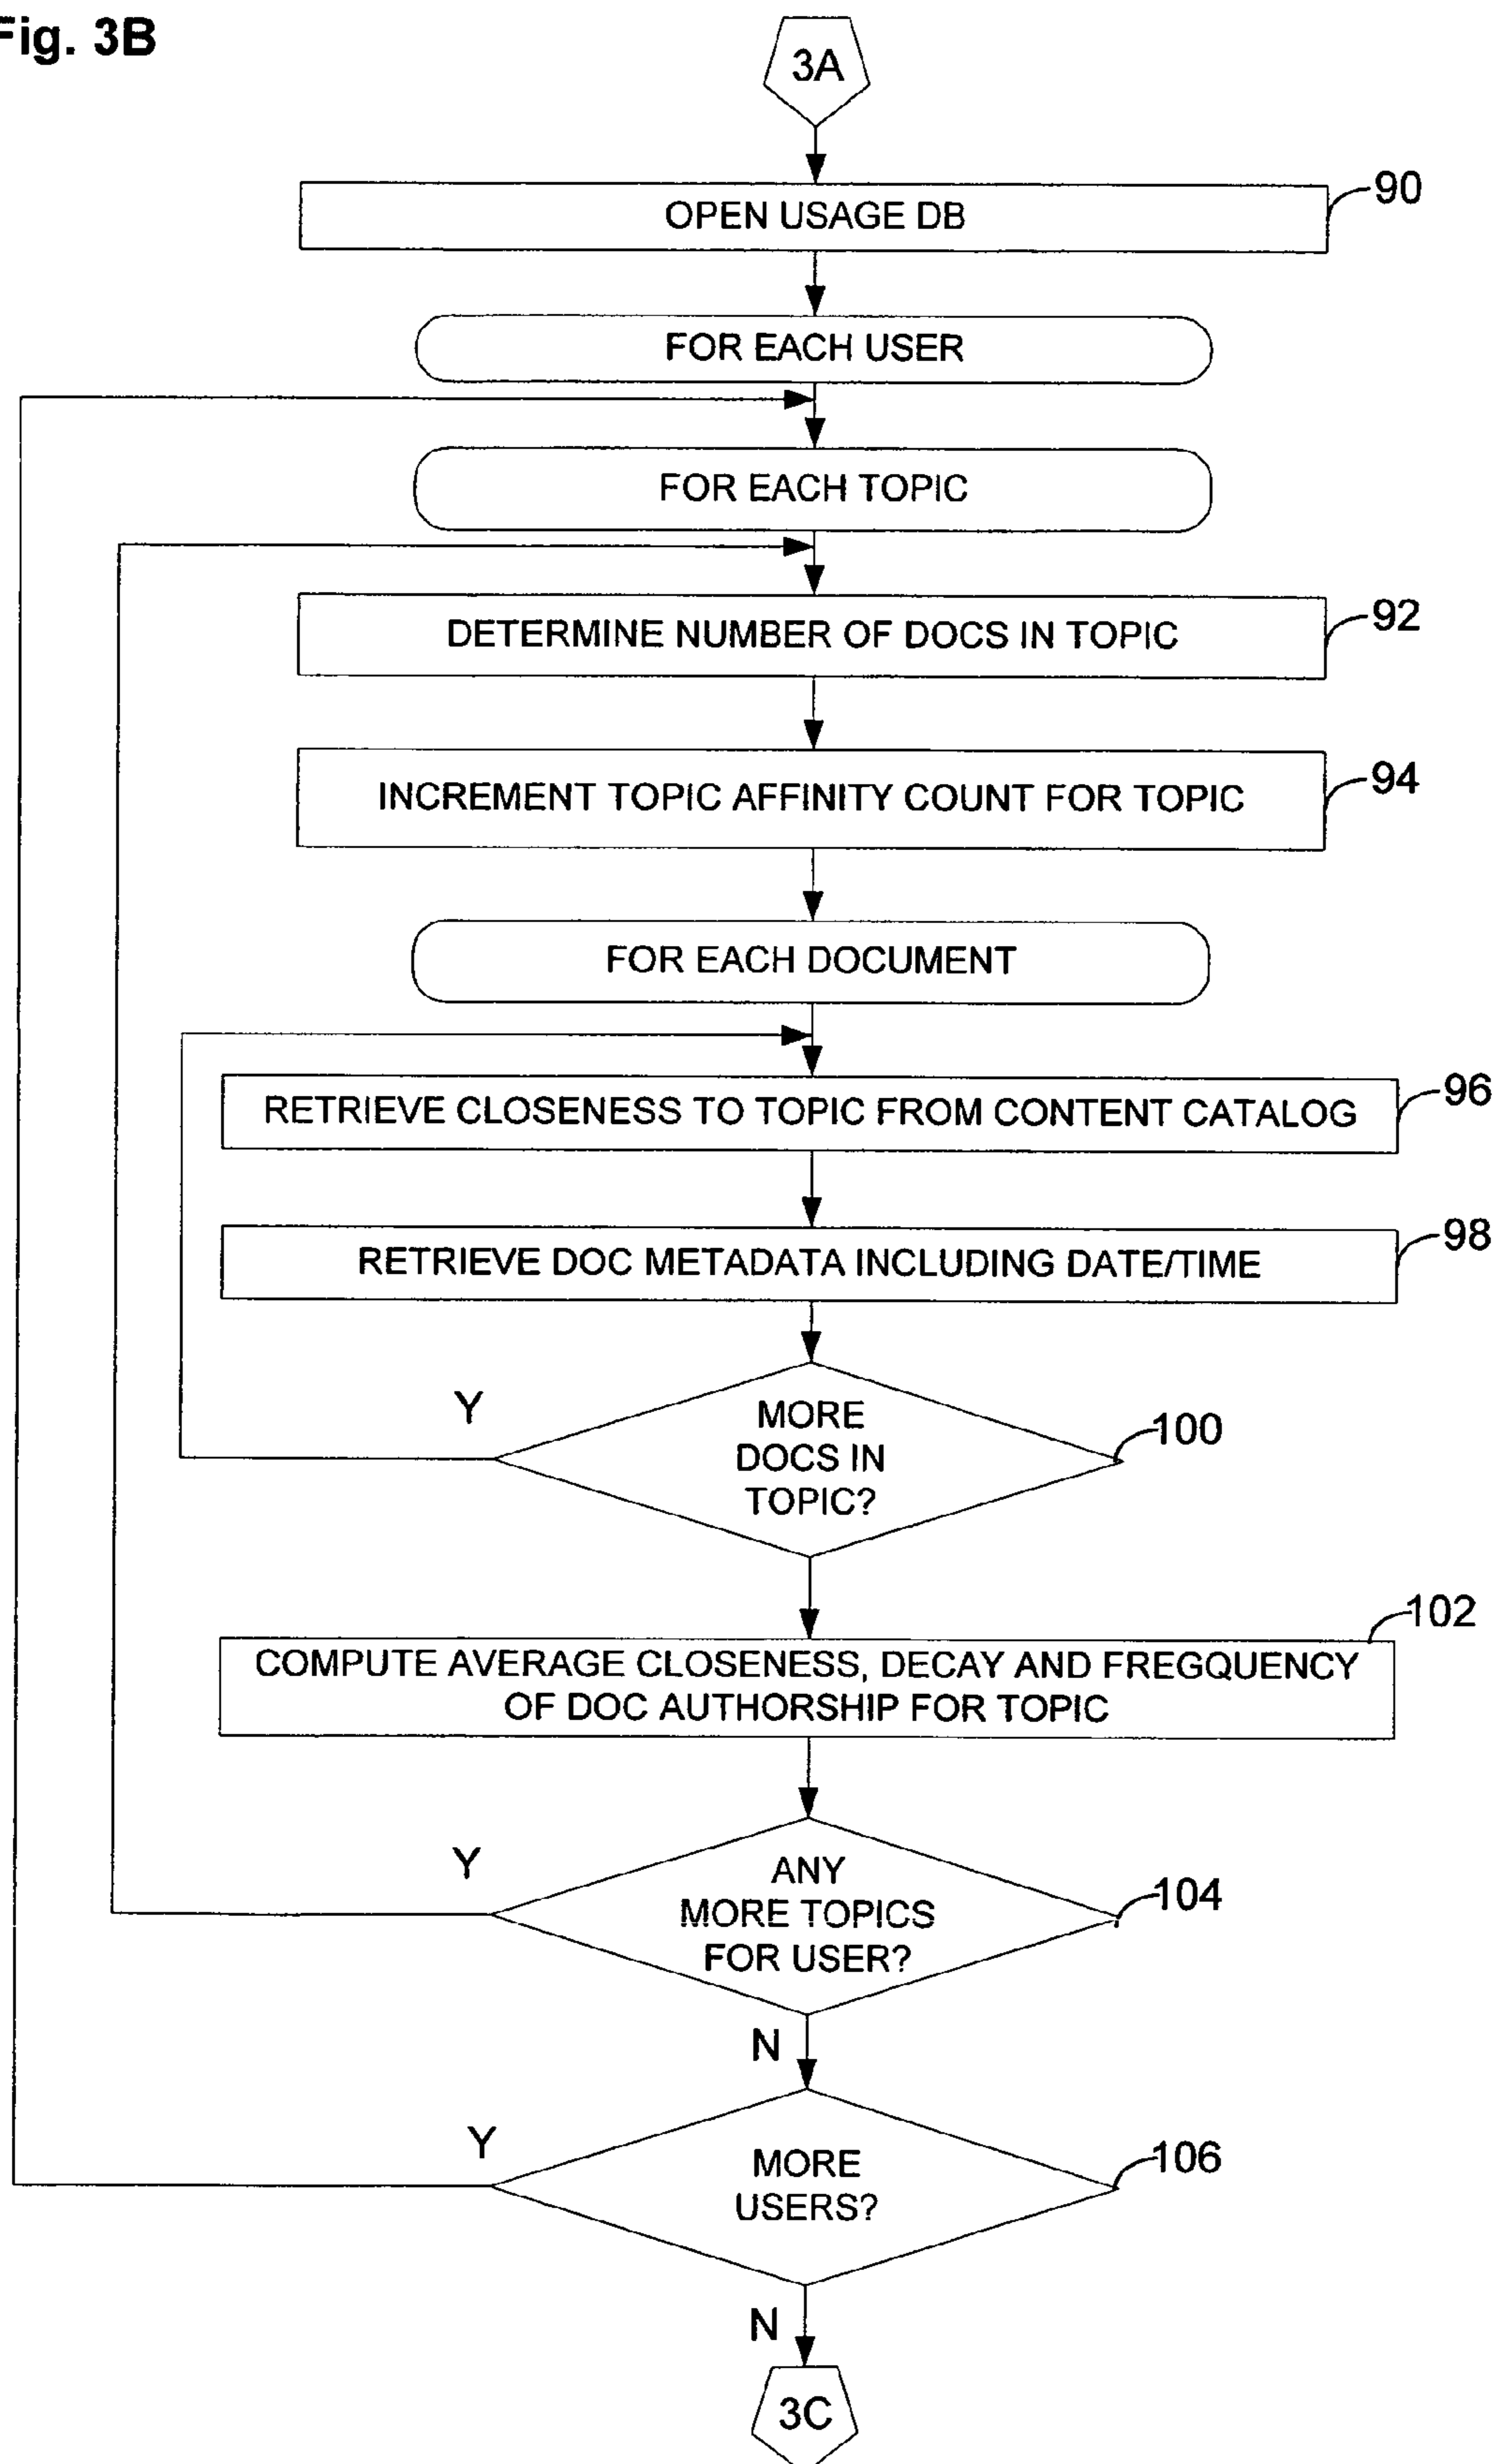 Fig. 3B
3A
OPEN USAGE DB
90
FOR EACH USER
FOR EACH TOPIC
DETERMINE NUMBER OF DOCS IN TOPIC
92
INCREMENT TOPIC AFFINITY COUNT FOR TOPIC
94
FOR EACH DOCUMENT
RETRIEVE CLOSENESS TO TOPIC FROM CONTENT CATALOG
96
RETRIEVE DOC METADATA INCLUDING DATE/TIME
98
Y
MORE
DOCS IN
TOPIC?
100
102
COMPUTE AVERAGE CLOSENESS, DECAY AND FREGQUENCY
OF DOC AUTHORSHIP FOR TOPIC
Y
ANY
MORE TOPICS
FOR USER?
104
N
Y
MORE
USERS?
106
N
3C